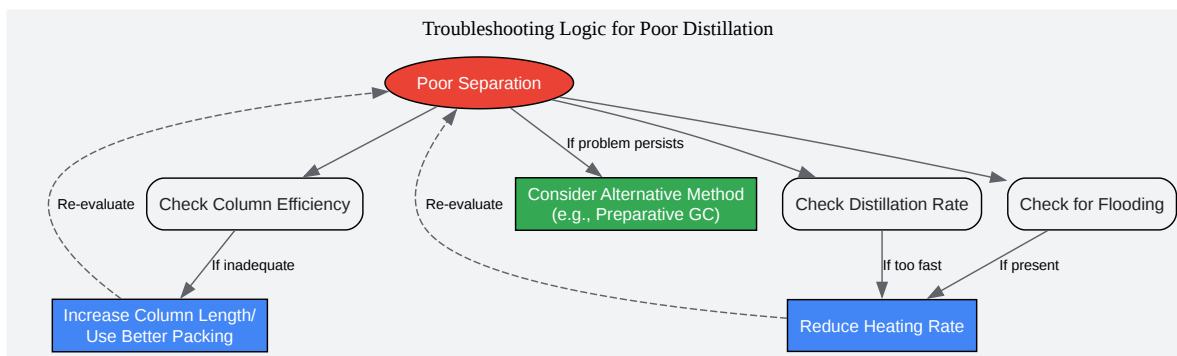 Troubleshooting Logic for Poor Distillation
Poor Separation
If problem persists
Check Column Efficiency
Re-evaluate
Consider Alternative Method
(e.g., Preparative GC)
Re-evaluate
Check Distillation Rate
Check for Flooding
If inadequate
If too fast
If present
Increase Column Length/
Use Better Packing
Reduce Heating Rate